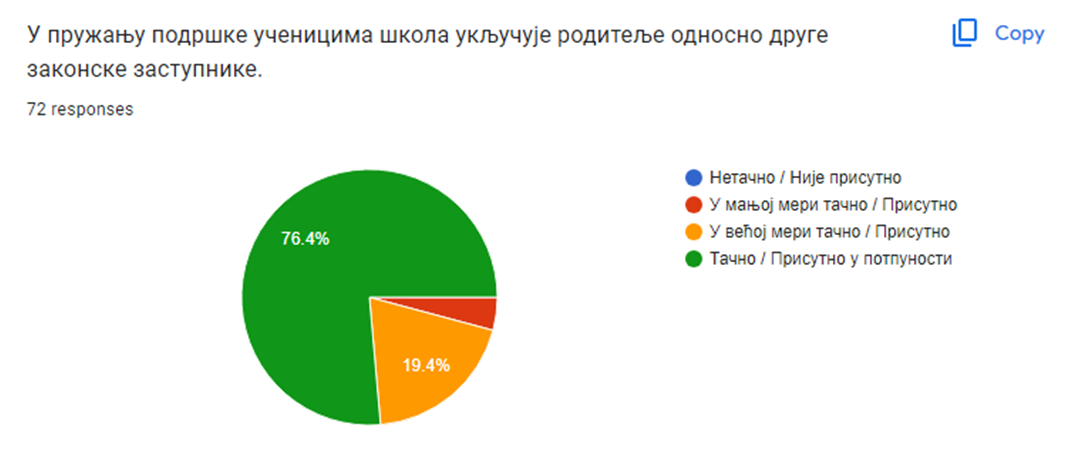 У пружању подршке ученицима школа укључује родитеље односно друге
законске заступнике.
Copy
72 responses
76.4%
19.4%
Нетачно / Није присутно
У мањој мери тачно / Присутно
У већој мери тачно / Присутно
Тачно / Присутно у потпуности